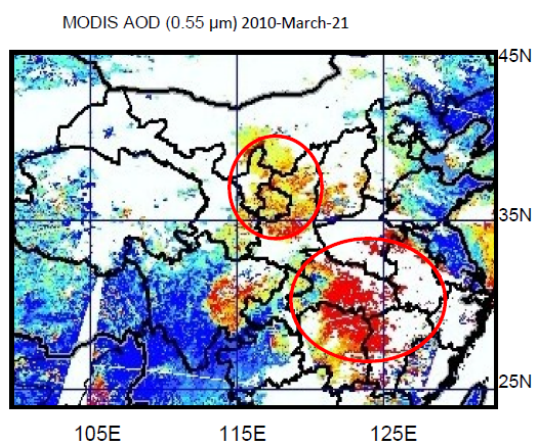 MODIS AOD (0.55 µm) 2010-March-21
45N
35N
25N
105E 115E 125E